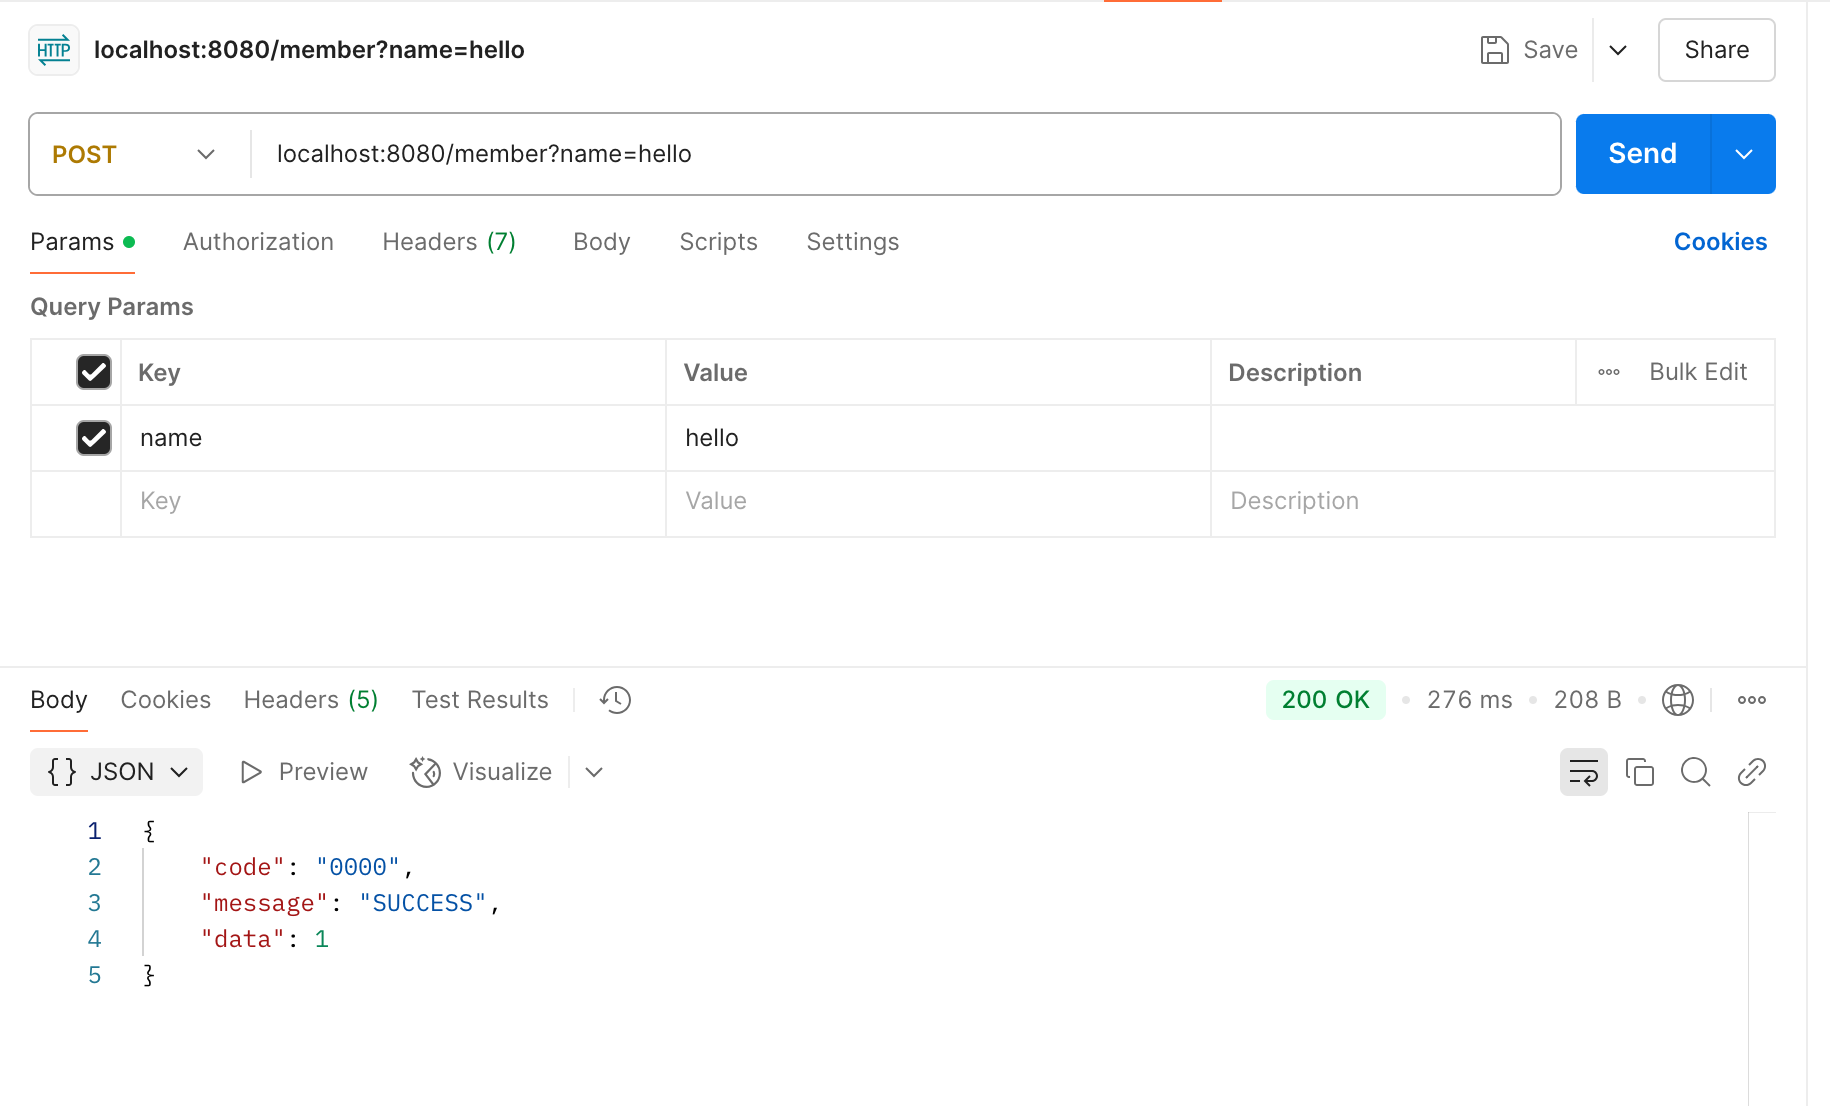 HTTP localhost:8080/member?name=hello Save Share
POST localhost:8080/member?name=hello Send
Params Authorization Headers (7) Body Scripts Settings Cookies
Query Params
Key Value Description Bulk Edit
name hello
Key Value Description
Body Cookies Headers (5) Test Results 200 OK • 276 ms • 208 B •
{} JSON Preview Visualize
1 {
2 "code": "0000",
3 "message": "SUCCESS",
4 "data": 1
5 }